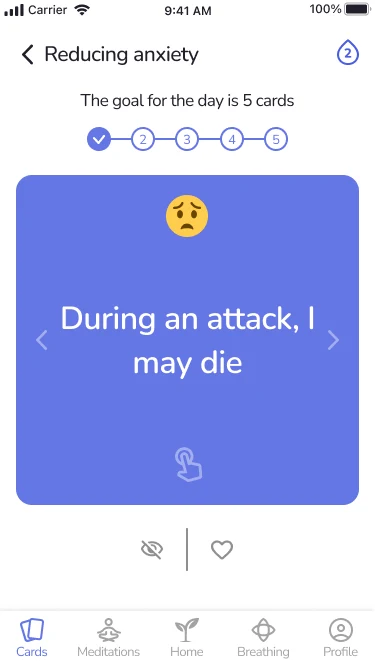 Carrier 9:41 AM 100%
Reducing anxiety 2
The goal for the day is 5 cards
2 3 4 5
During an attack, I
may die
Cards Meditations Home Breathing Profile